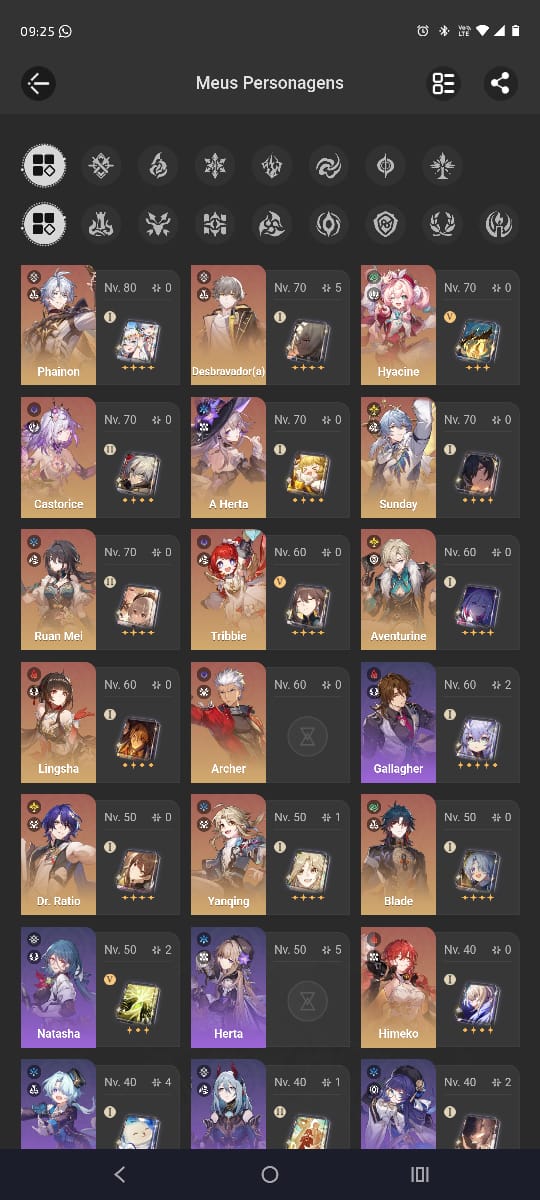 09:25
Vo)) LTE
Meus Personagens
Nv. 80 0
I
Phainon
Nv. 70 5
I
Desbravador(a)
Nv. 70 0
V
Hyacine
Nv. 70 0
II
Castorice
Nv. 70 0
I
A Herta
Nv. 70 0
I
Sunday
Nv. 70 0
II
Ruan Mei
Nv. 60 0
V
Tribbie
Nv. 60 0
I
Aventurine
Nv. 60 0
I
Lingsha
Nv. 60 0
Archer
Nv. 60 2
I
Gallagher
Nv. 50 0
I
Dr. Ratio
Nv. 50 1
I
Yanqing
Nv. 50 0
I
Blade
Nv. 50 2
V
Natasha
Nv. 50 5
Herta
Nv. 40 0
I
Himeko
Nv. 40 4
I
Nv. 40 1
II
Nv. 40 2
I